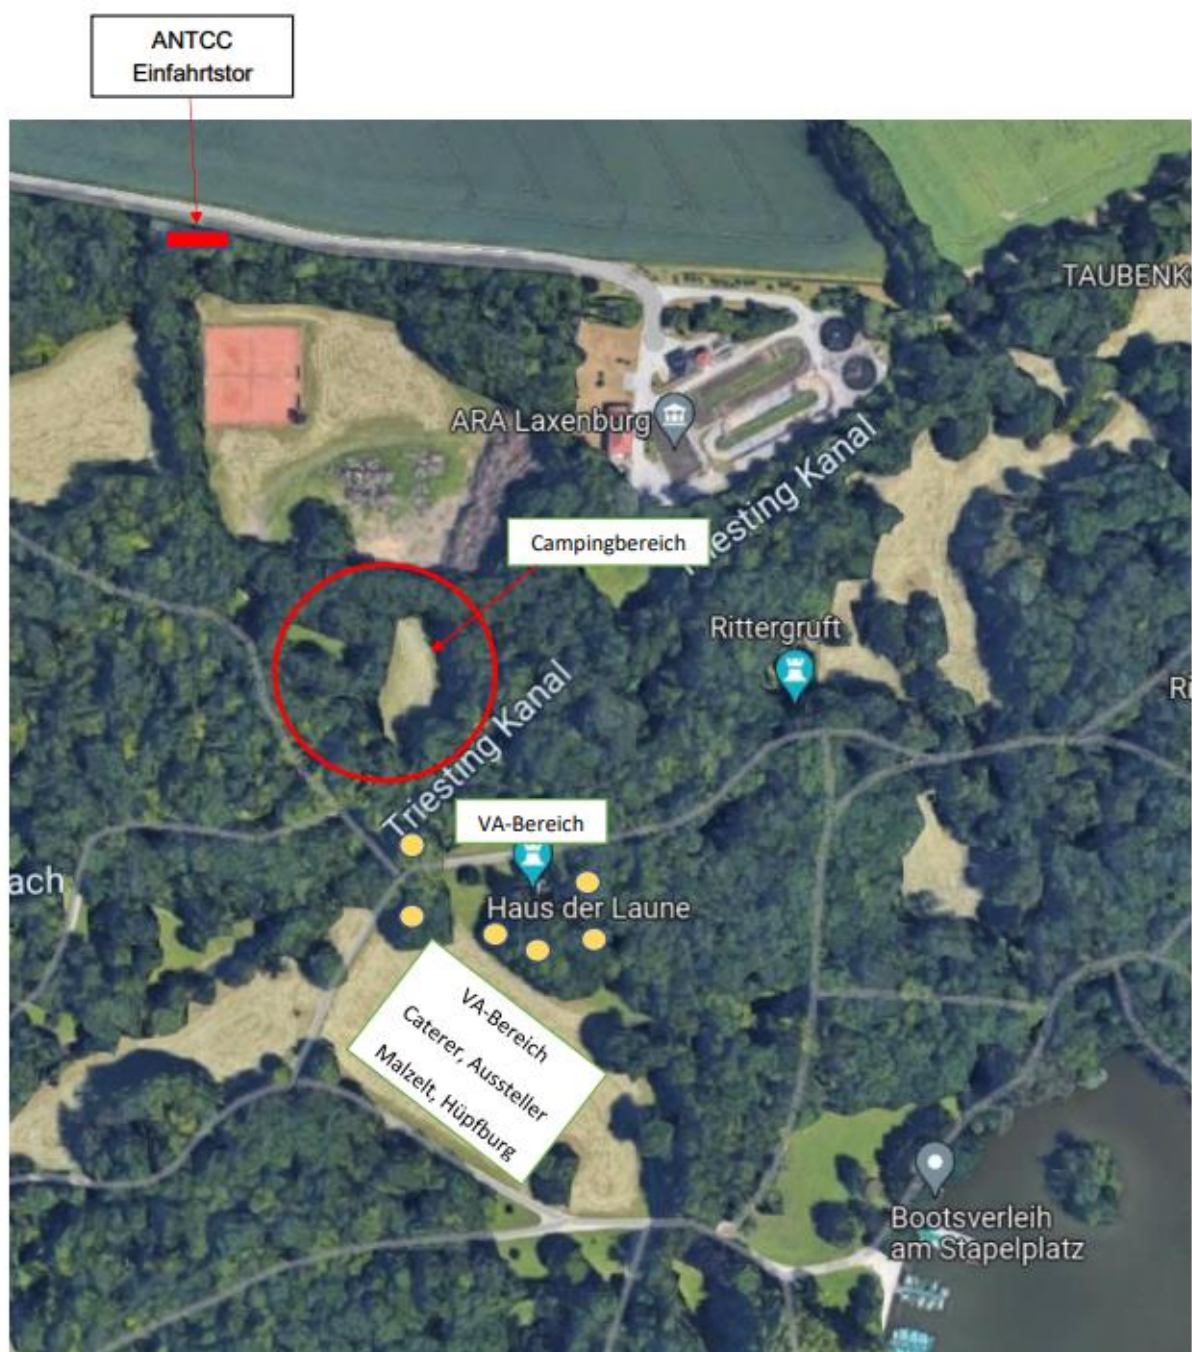 ANTCC
Einfahrtstor
TAUBENK
ARA Laxenburg
Triesting Kanal
Campingbereich
Rittergruft
Ri
Triesting Kanal
VA-Bereich
ach
Haus der Laune
VA-Bereich
Caterer, Aussteller
Malzelt, Hüpfburg
Bootsverleih
am Stapelplatz